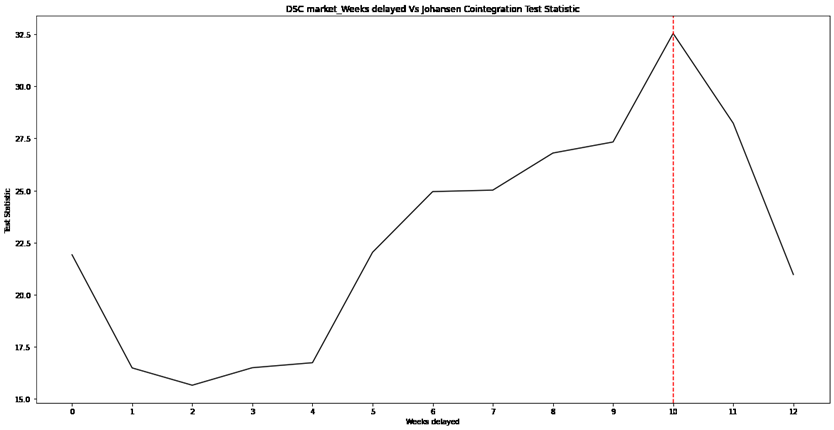 DSC market_Weeks delayed Vs Johansen Cointegration Test Statistic
32.5
30.0
27.5
25.0
22.5
20.0
17.5
15.0
Test Statistic
0 1 2 3 4 5 6 7 8 9 10 11 12
Weeks delayed